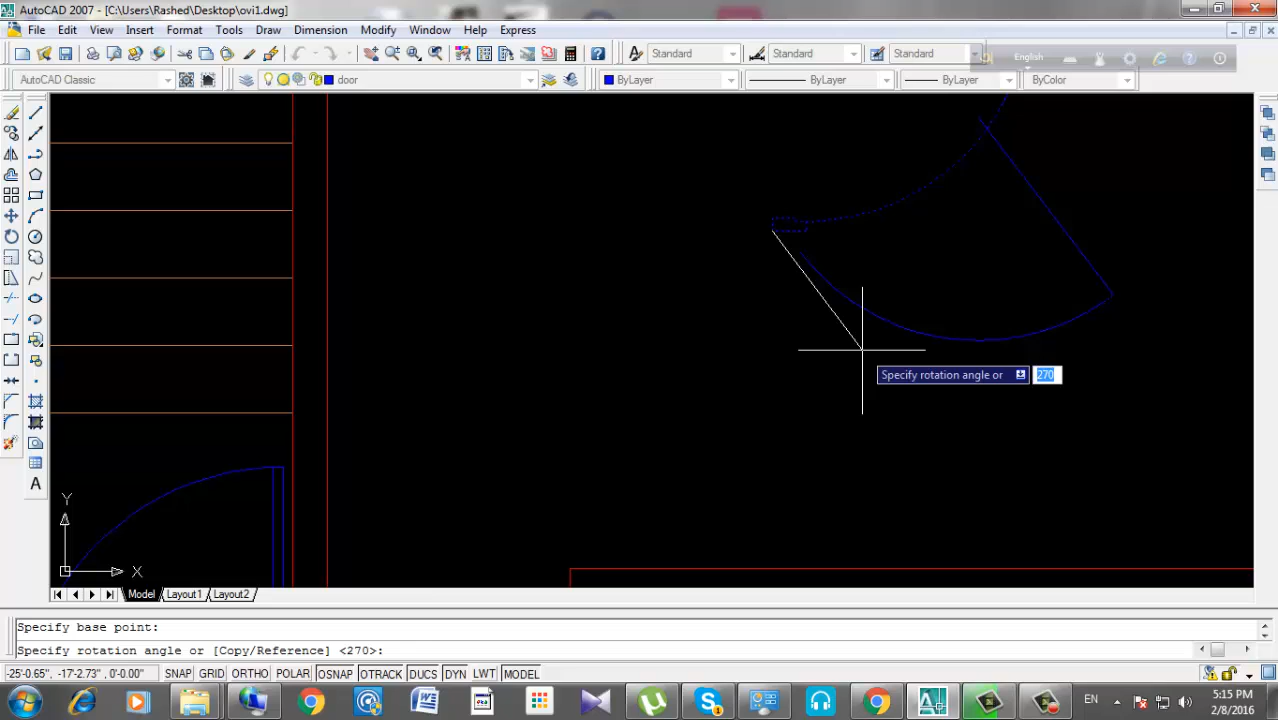 AutoCAD 2007 - [C:\Users\Rashed\Desktop\ovi1.dwg]
File Edit View Insert Format Tools Draw Dimension Modify Window Help Express
Standard Standard Standard English
AutoCAD Classic door ByLayer ByLayer ByLayer ByColor
Specify rotation angle or 270
A
Y
X
Model Layout1 Layout2
Specify base point:
Specify rotation angle or [Copy/Reference] <270>:
-25'-0.65", -17'-2.73", 0'-0.00" SNAP GRID ORTHO POLAR OSNAP OTRACK DUCS DYN LWT MODEL
EN 5:15 PM
2/8/2016